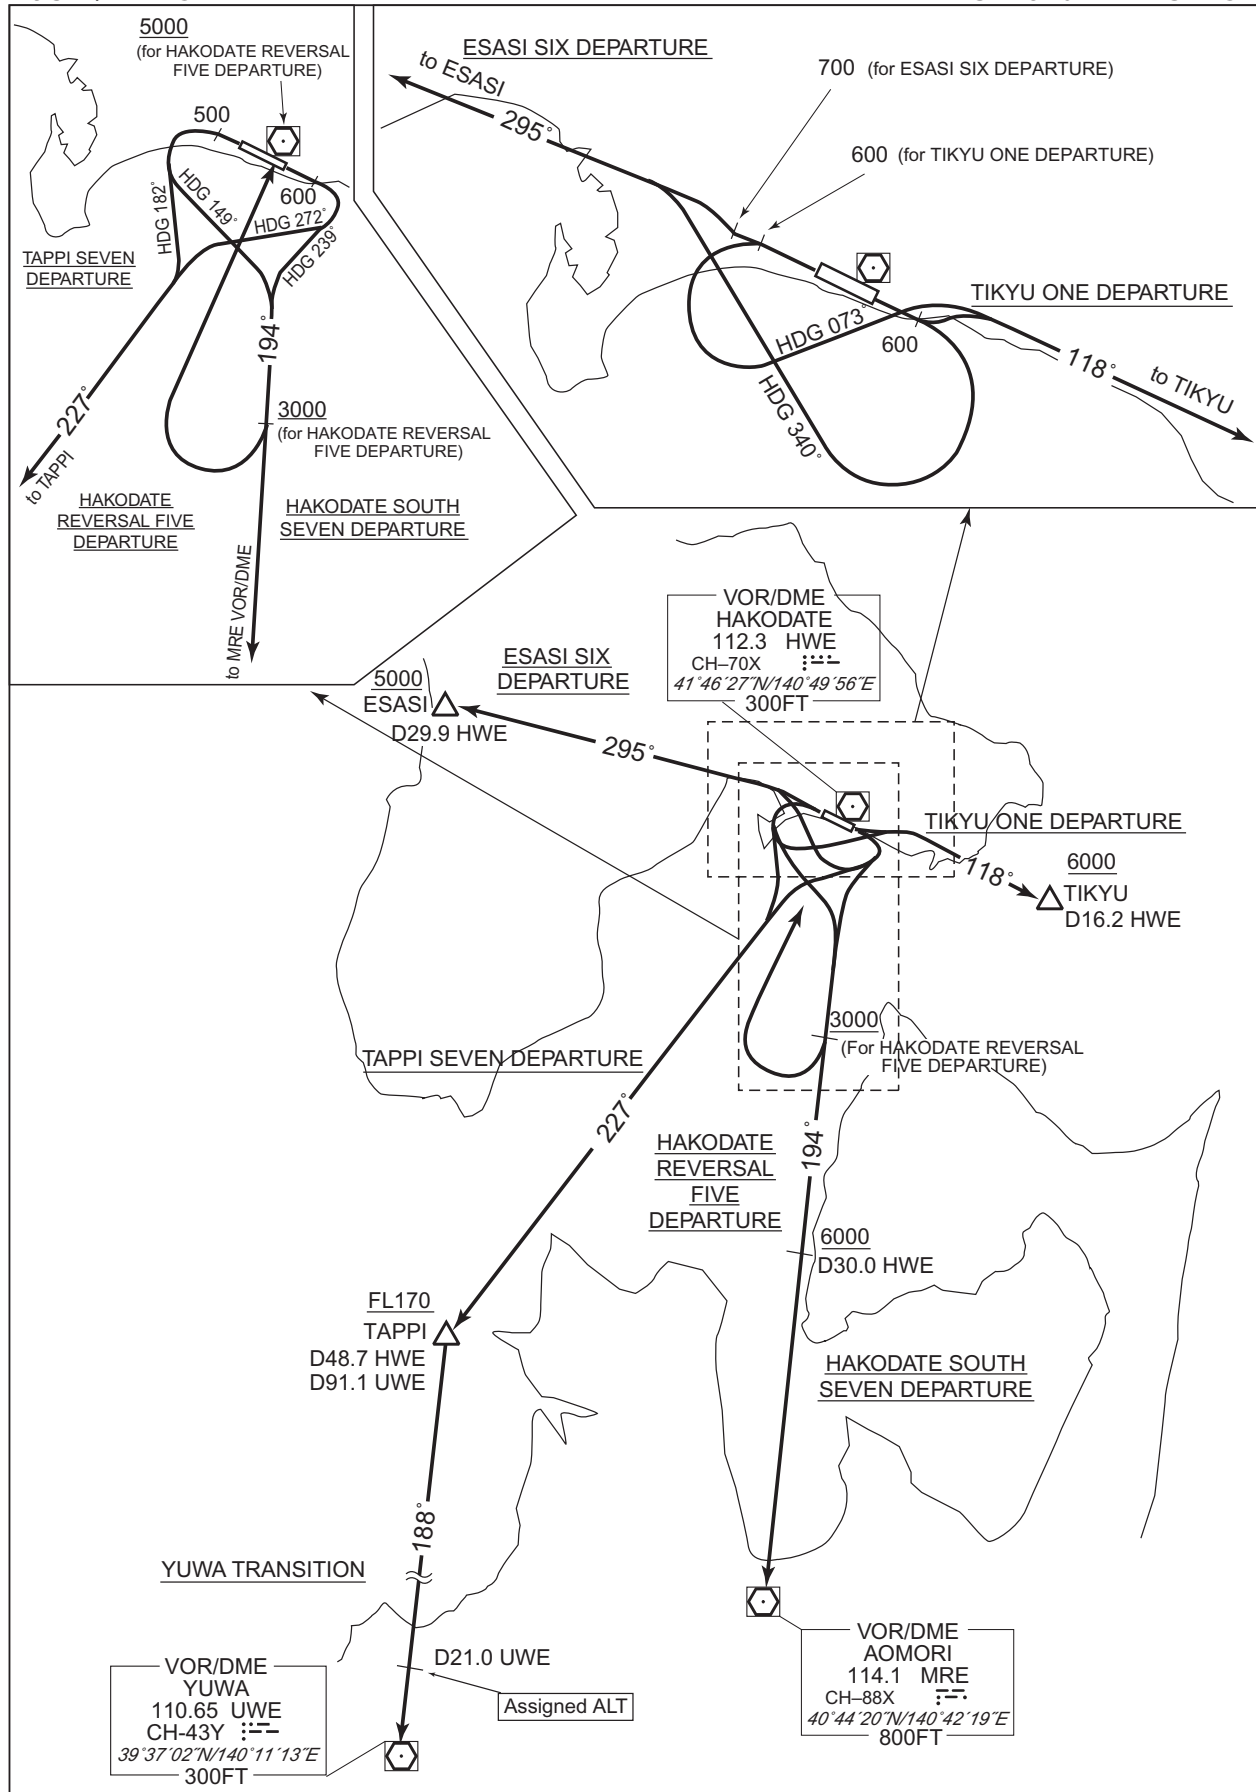 5000
(for HAKODATE REVERSAL
FIVE DEPARTURE)
500
600
HDG 182°
HDG 149°
HDG 272°
HDG 239°
TAPPI SEVEN
DEPARTURE
194°
227°
to TAPPI
3000
(for HAKODATE REVERSAL
FIVE DEPARTURE)
HAKODATE
REVERSAL FIVE
DEPARTURE
HAKODATE SOUTH
SEVEN DEPARTURE
to MRE VOR/DME
ESASI SIX DEPARTURE
to ESASI
295°
700 (for ESASI SIX DEPARTURE)
600 (for TIKYU ONE DEPARTURE)
TIKYU ONE DEPARTURE
HDG 073°
600
HDG 340°
118°
to TIKYU
VOR/DME
HAKODATE
112.3 HWE
CH–70X
41°46´27˝N/140°49´56˝E
300FT
ESASI SIX
DEPARTURE
5000
ESASI
D29.9 HWE
295°
TIKYU ONE DEPARTURE
118°
6000
TIKYU
D16.2 HWE
3000
(For HAKODATE REVERSAL
FIVE DEPARTURE)
TAPPI SEVEN DEPARTURE
227°
HAKODATE
REVERSAL
FIVE
DEPARTURE
194°
6000
D30.0 HWE
FL170
TAPPI
D48.7 HWE
D91.1 UWE
HAKODATE SOUTH
SEVEN DEPARTURE
188°
YUWA TRANSITION
D21.0 UWE
Assigned ALT
VOR/DME
YUWA
110.65 UWE
CH-43Y
39°37´02˝N/140°11´13˝E
300FT
VOR/DME
AOMORI
114.1 MRE
CH–88X
40°44´20˝N/140°42´19˝E
800FT